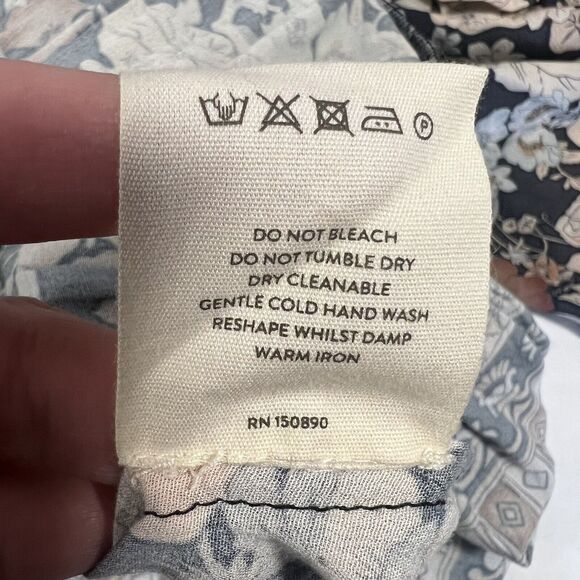 P
DO NOT BLEACH
DO NOT TUMBLE DRY
DRY CLEANABLE
GENTLE COLD HAND WASH
RESHAPE WHILST DAMP
WARM IRON
RN 150890